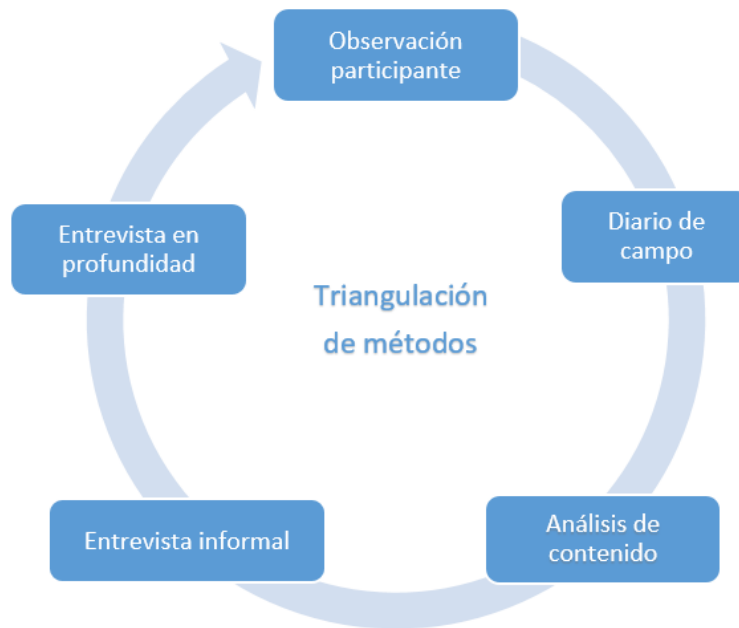 Observación
participante
Diario de
campo
Análisis de
contenido
Entrevista informal
Entrevista en
profundidad
Triangulación
de métodos